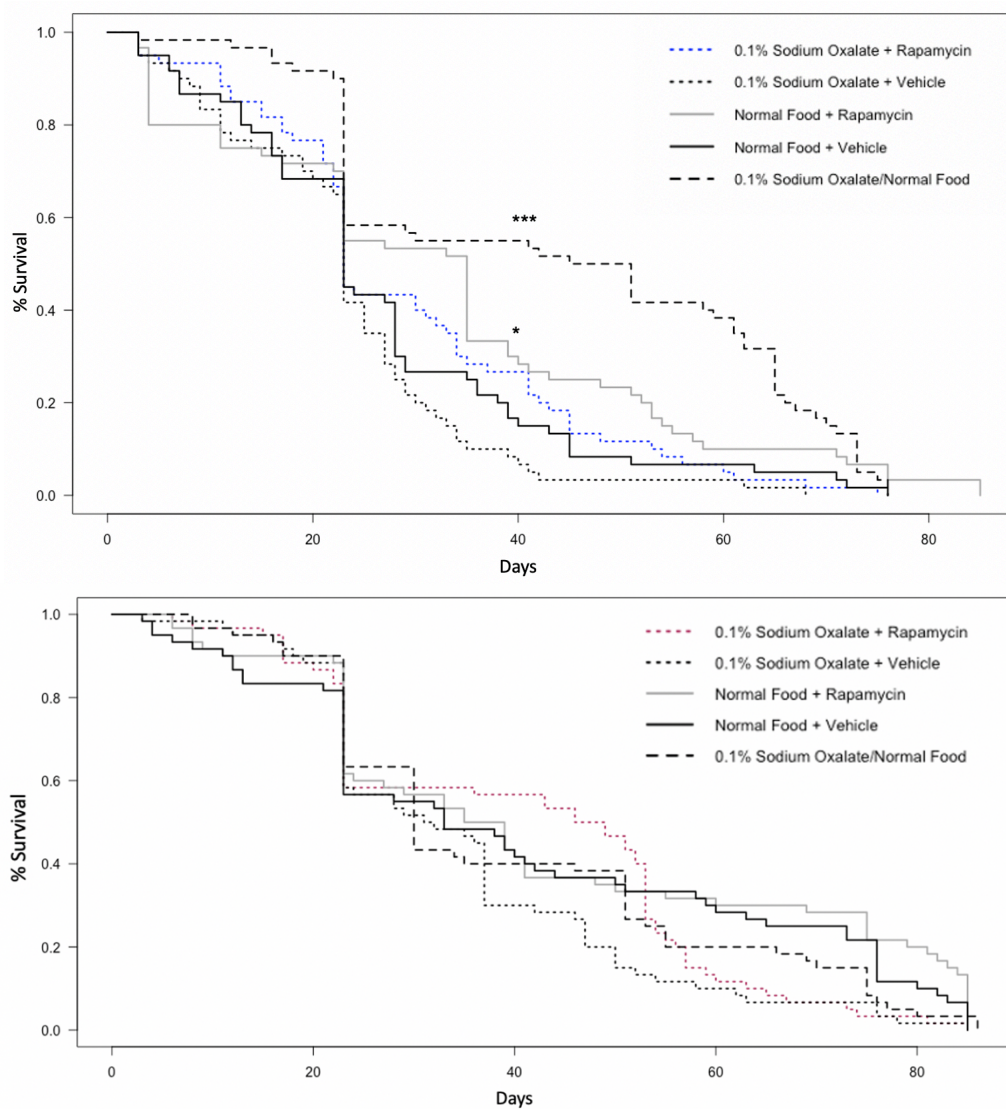 1.0
0.8
0.6
0.4
0.2
0.0
% Survival
0.1% Sodium Oxalate + Rapamycin
0.1% Sodium Oxalate + Vehicle
Normal Food + Rapamycin
Normal Food + Vehicle
0.1% Sodium Oxalate/Normal Food
***
*
0 20 40 60 80
Days
1.0
0.8
0.6
0.4
0.2
0.0
% Survival
0.1% Sodium Oxalate + Rapamycin
0.1% Sodium Oxalate + Vehicle
Normal Food + Rapamycin
Normal Food + Vehicle
0.1% Sodium Oxalate/Normal Food
0 20 40 60 80
Days